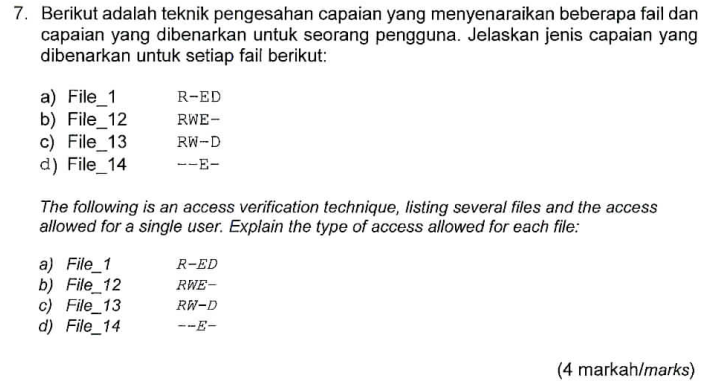 7. Berikut adalah teknik pengesahan capaian yang menyenaraikan beberapa fail dan
capaian yang dibenarkan untuk seorang pengguna. Jelaskan jenis capaian yang
dibenarkan untuk setiap fail berikut:
a) File_1 R-ED
b) File_12 RWE-
c) File_13 RW-D
d) File_14 --E-
The following is an access verification technique, listing several files and the access
allowed for a single user. Explain the type of access allowed for each file:
a) File_1 R-ED
b) File_12 RWE-
c) File_13 RW-D
d) File_14 --E-
(4 markah/marks)